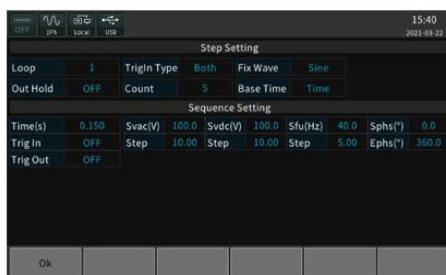 OFF 1Ph Local USB 15:40
2021-03-22
Step Setting
Loop 1 TrigIn Type Both Fix Wave Sine
Out Hold OFF Count 5 Base Time Time
Sequence Setting
Time(s) 0.150 Svac(V) 100.0 Svdc(V) 100.0 Sfu(Hz) 40.0 Sphs(°) 0.0
Trig In OFF Step 10.00 Step 10.00 Step 5.00 Ephs(°) 360.0
Trig Out OFF
Ok